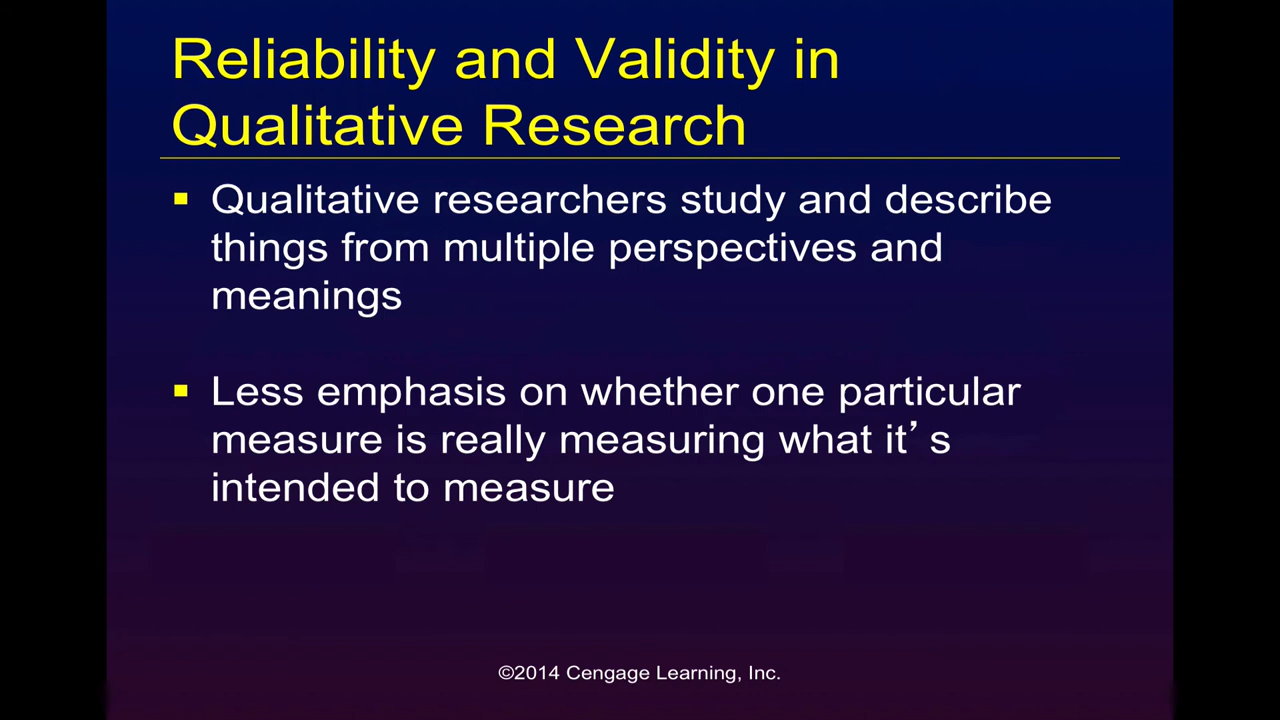 Reliability and Validity in
Qualitative Research
▪ Qualitative researchers study and describe
things from multiple perspectives and
meanings
▪ Less emphasis on whether one particular
measure is really measuring what it’s
intended to measure
©2014 Cengage Learning, Inc.